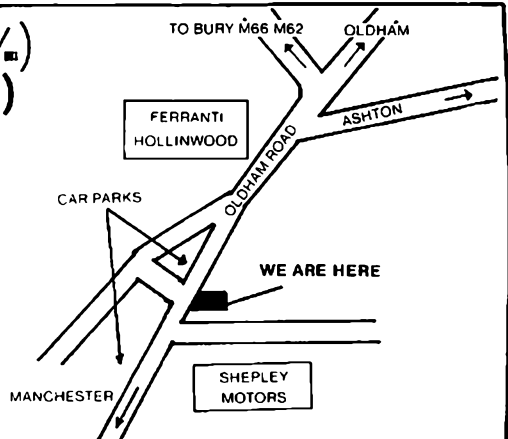 TO BURY M66 M62
OLDHAM
ASHTON
FERRANTI
HOLLINWOOD
OLDHAM ROAD
CAR PARKS
WE ARE HERE
MANCHESTER
SHEPLEY
MOTORS